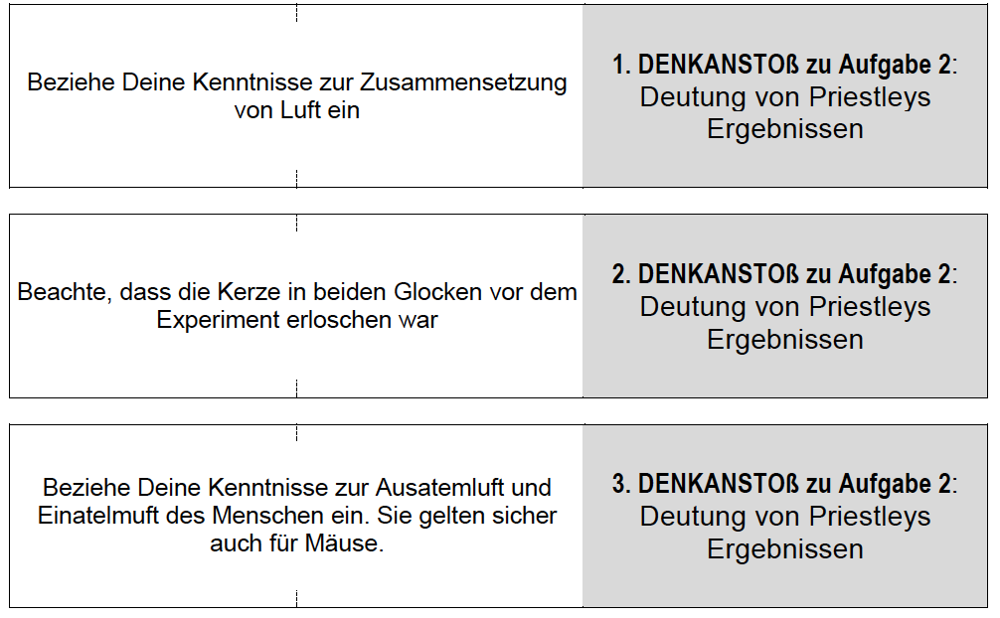 Beziehe Deine Kenntnisse zur Zusammensetzung
von Luft ein
1. DENKANSTOß zu Aufgabe 2:
Deutung von Priestleys
Ergebnissen
Beachte, dass die Kerze in beiden Glocken vor dem
Experiment erloschen war
2. DENKANSTOß zu Aufgabe 2:
Deutung von Priestleys
Ergebnissen
Beziehe Deine Kenntnisse zur Ausatemluft und
Einatelmuft des Menschen ein. Sie gelten sicher
auch für Mäuse.
3. DENKANSTOß zu Aufgabe 2:
Deutung von Priestleys
Ergebnissen